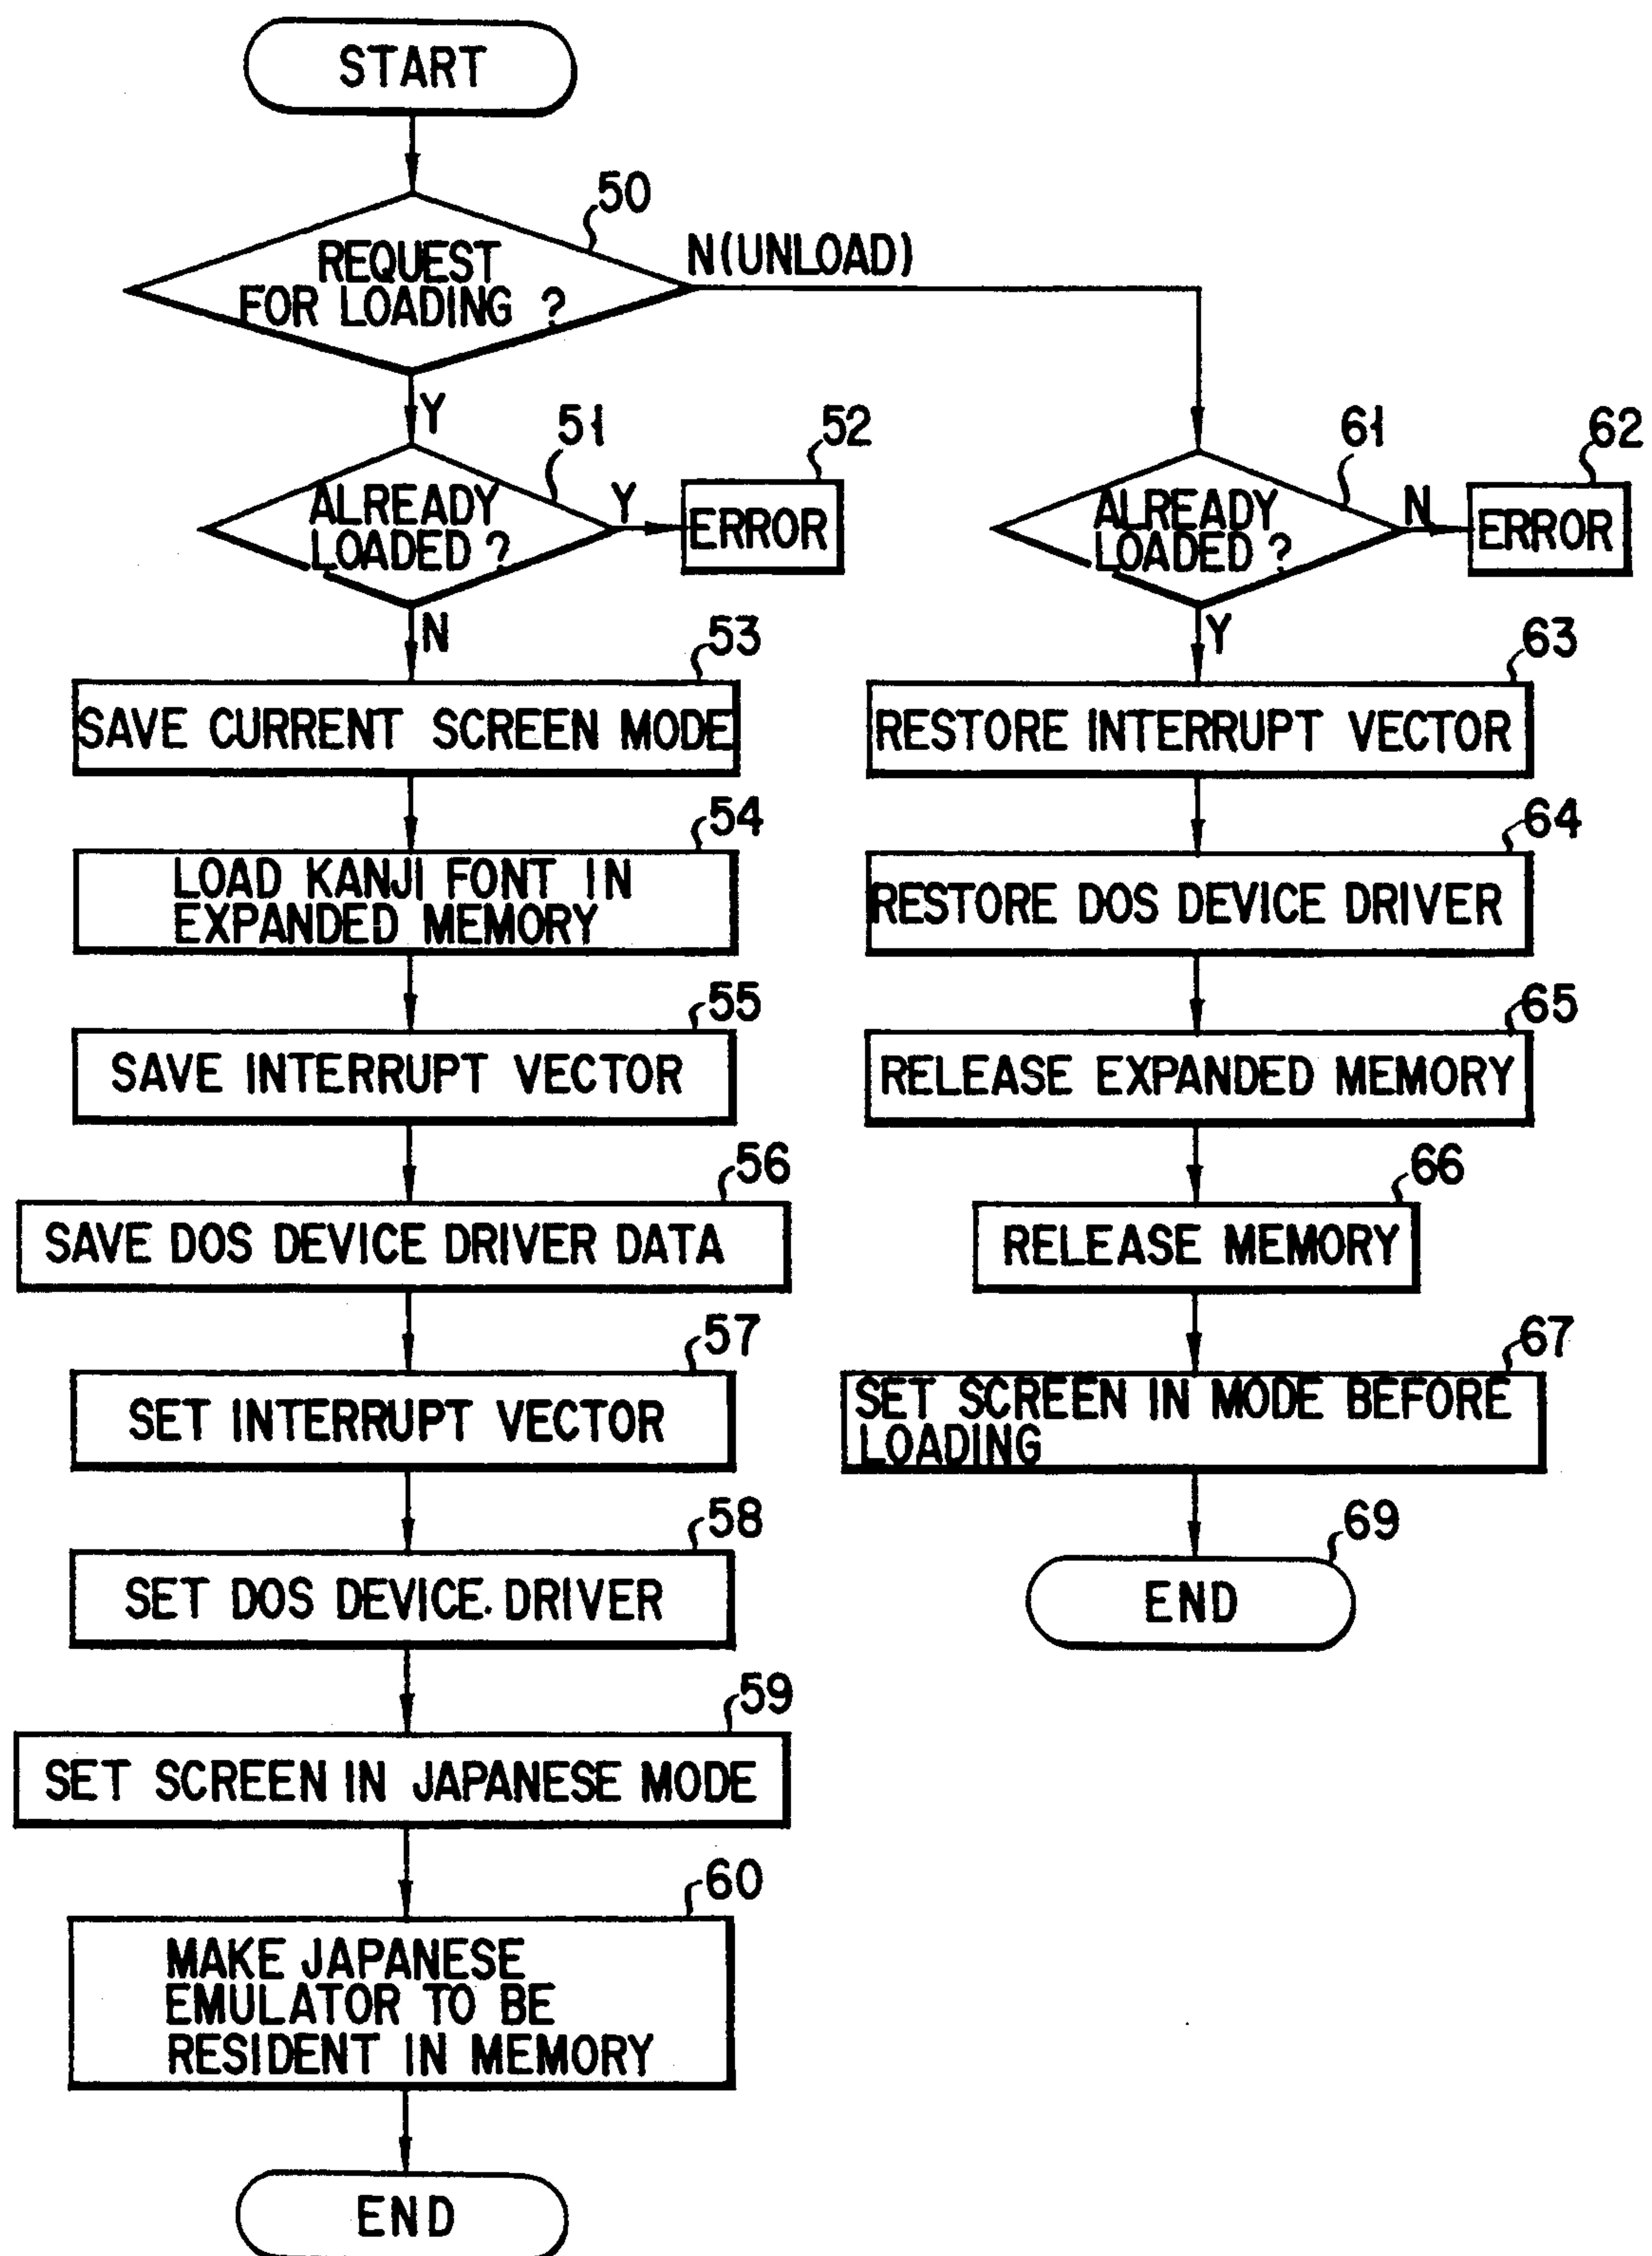 START
50
REQUEST
FOR LOADING ?
N(UNLOAD)
Y
51
ALREADY
LOADED ?
Y
52
ERROR
N
53
SAVE CURRENT SCREEN MODE
54
LOAD KANJI FONT IN
EXPANDED MEMORY
55
SAVE INTERRUPT VECTOR
56
SAVE DOS DEVICE DRIVER DATA
57
SET INTERRUPT VECTOR
58
SET DOS DEVICE DRIVER
59
SET SCREEN IN JAPANESE MODE
60
MAKE JAPANESE
EMULATOR TO BE
RESIDENT IN MEMORY
END
61
ALREADY
LOADED ?
N
62
ERROR
Y
63
RESTORE INTERRUPT VECTOR
64
RESTORE DOS DEVICE DRIVER
65
RELEASE EXPANDED MEMORY
66
RELEASE MEMORY
67
SET SCREEN IN MODE BEFORE
LOADING
69
END